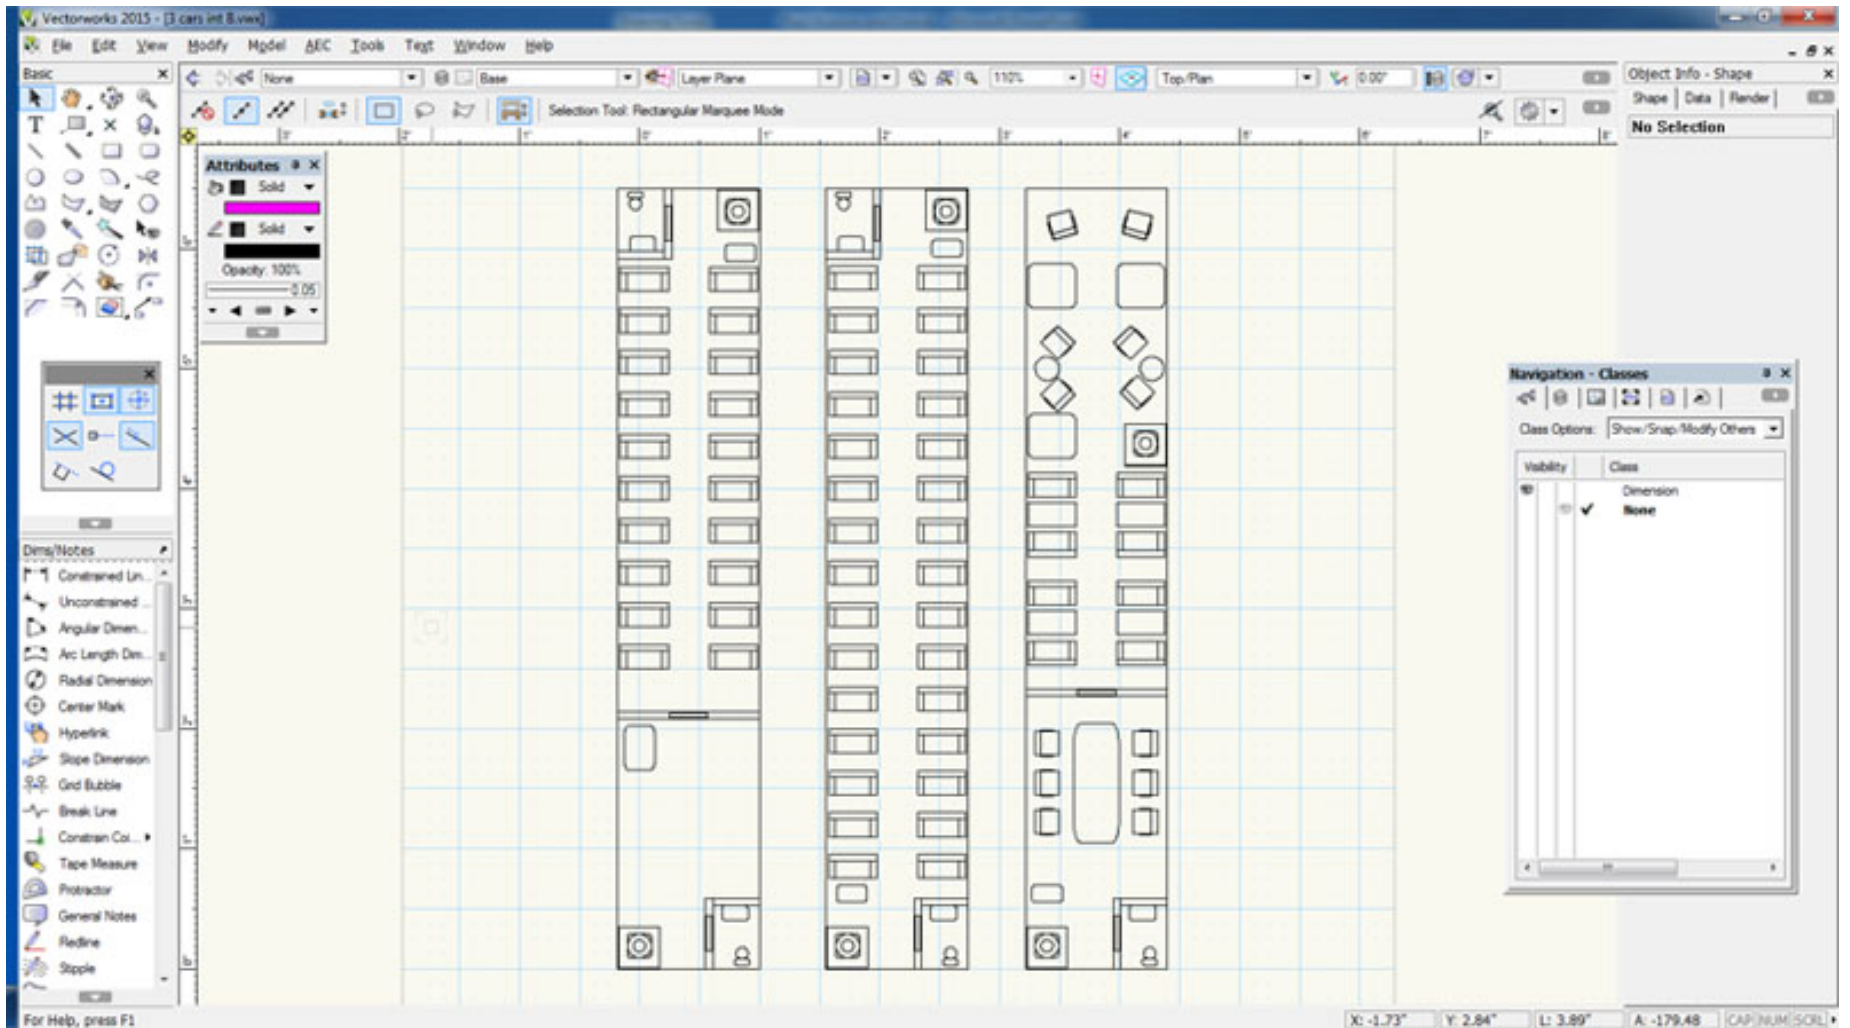 Vectorworks 2015 - [3 cars int 8.vwx]
File Edit View Modify Model AEC Tools Text Window Help
Basic
None
Base
Layer Plane
110%
Top/Plan
0.00°
Selection Tool: Rectangular Marquee Mode
Object Info - Shape
Shape Data Render
No Selection
Attributes
Solid
Solid
Opacity: 100%
0.05
Navigation - Classes
Class Options: Show/Snap/Modify Others
Visibility Class
Dimension
None
Dims/Notes
Constrained Lin...
Unconstrained ...
Angular Dimen...
Arc Length Dim...
Radial Dimension
Center Mark
Hyperlink
Slope Dimension
Grid Bubble
Break Line
Constrain Coi...
Tape Measure
Protractor
General Notes
Redline
Stipple
For Help, press F1
X: -1.73" Y: 2.84" L: 3.89" A: -179.48 CAP NUM SCRL